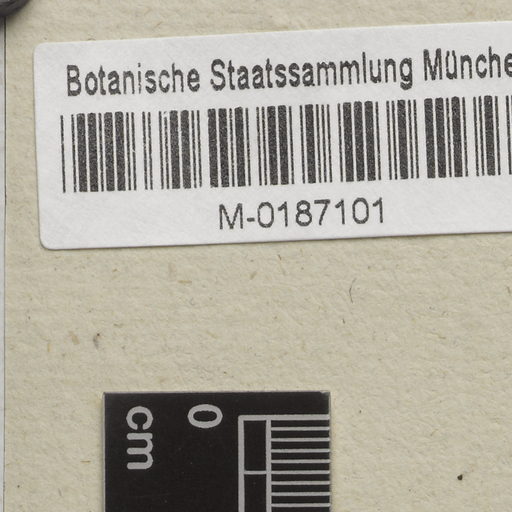 Botanische Staatssammlung Münche
M-0187101
0
cm